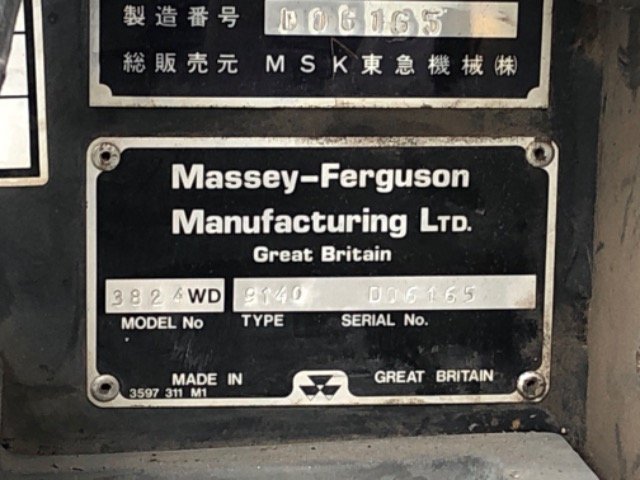 製造番号 D06165
総販売元 MSK東急機械㈱
Massey-Ferguson
Manufacturing LTD.
Great Britain
3824WD 9140 D06165
MODEL No TYPE SERIAL No.
MADE IN GREAT BRITAIN
3597 311 M1